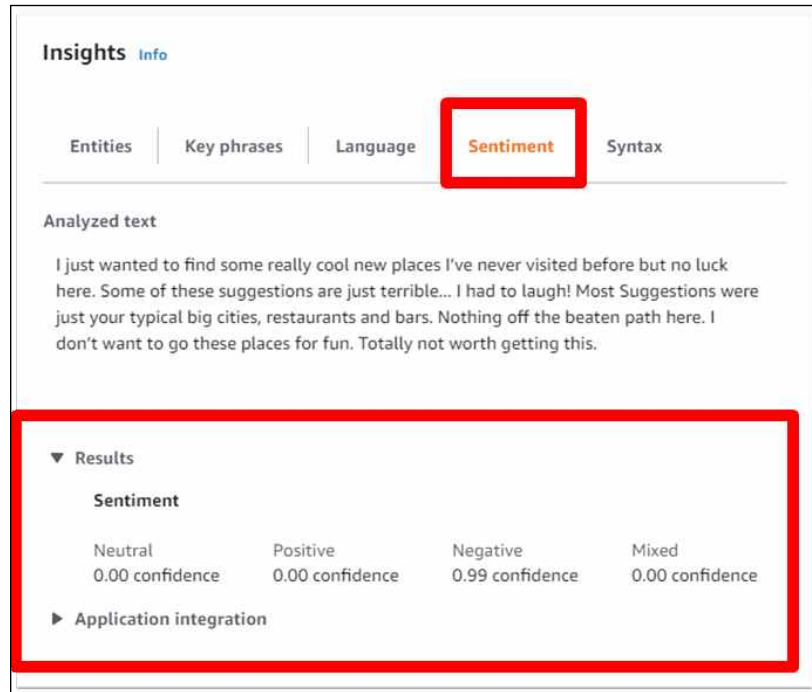 Insights Info
Entities Key phrases Language Sentiment Syntax
Analyzed text
I just wanted to find some really cool new places I've never visited before but no luck
here. Some of these suggestions are just terrible... I had to laugh! Most Suggestions were
just your typical big cities, restaurants and bars. Nothing off the beaten path here. I
don't want to go these places for fun. Totally not worth getting this.
Results
Sentiment
Neutral Positive Negative Mixed
0.00 confidence 0.00 confidence 0.99 confidence 0.00 confidence
Application integration